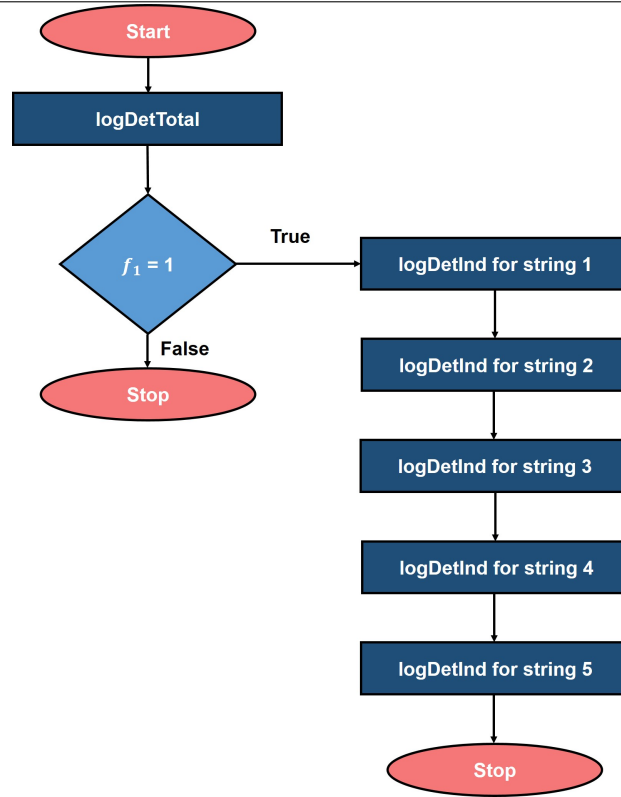 Start
logDetTotal
f₁ = 1
True
False
Stop
logDetInd for string 1
logDetInd for string 2
logDetInd for string 3
logDetInd for string 4
logDetInd for string 5
Stop